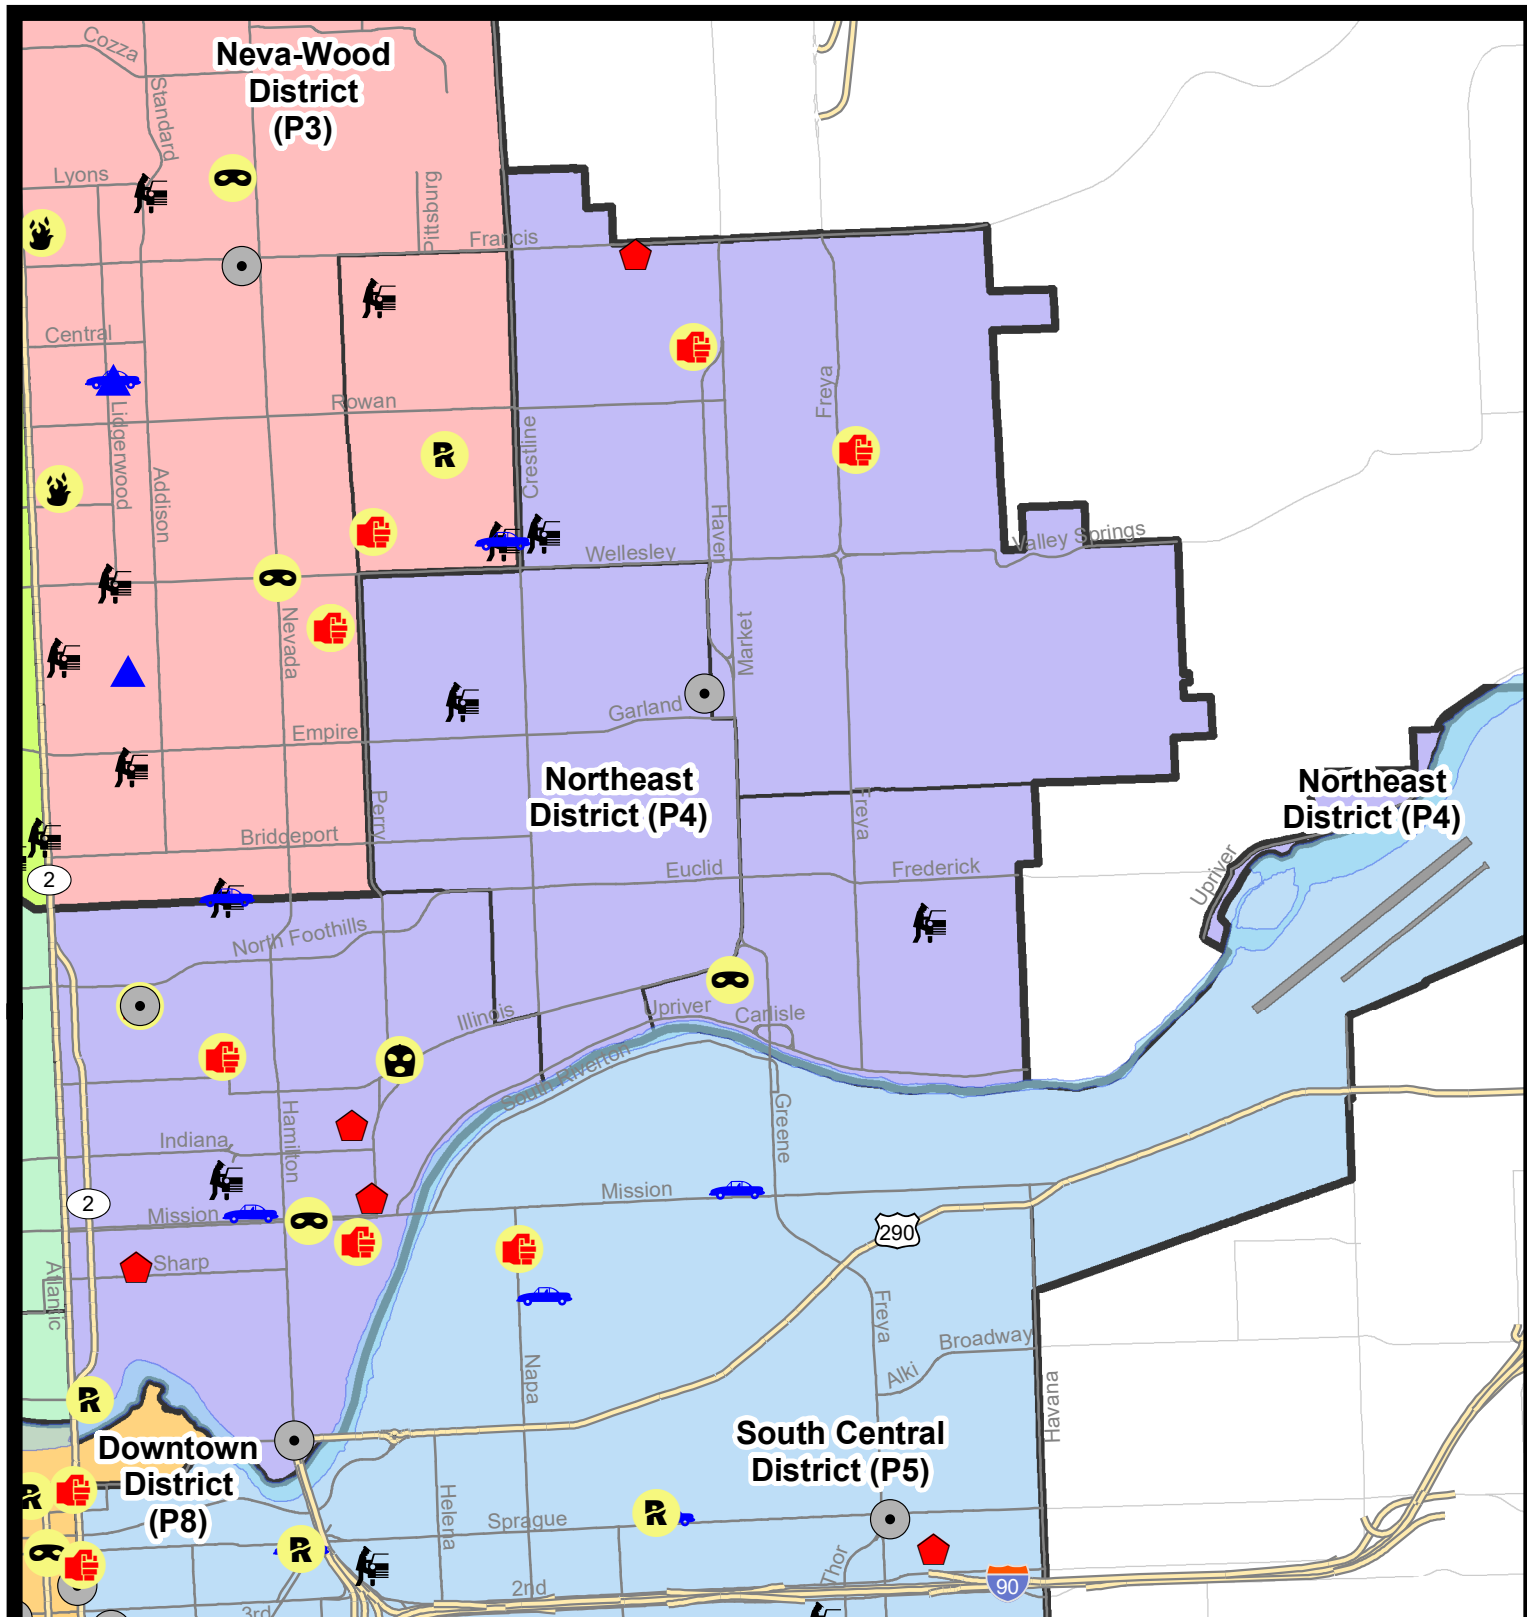 Cozza
Neva-Wood
District
(P3)
Standard
Lyons
Pittsburg
Francis
Central
Freya
Rowan
Lidgerwood
Crestline
Addison
Haven
Valley Springs
Wellesley
Nevada
Market
Garland
Empire
Northeast
District (P4)
Northeast
District (P4)
Perry
Freya
Bridgeport
Euclid
Frederick
Upriver
2
North Foothills
Illinois
Upriver
Carlisle
South Riverton
Hamilton
Greene
Indiana
Mission
2
Mission
290
Sharp
Atlantic
Freya
Broadway
Napa
Alki
Havana
Downtown
District
(P8)
South Central
District (P5)
Helena
Sprague
Thor
2nd
90
3rd
R
R
R
R
R